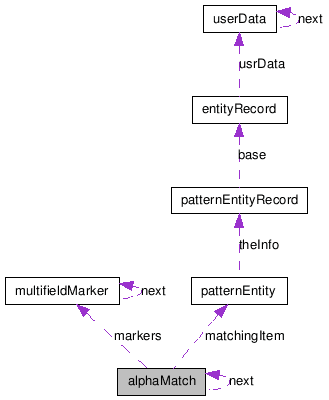 userData
next
usrData
entityRecord
base
patternEntityRecord
theInfo
multifieldMarker
next
patternEntity
markers
matchingItem
alphaMatch
next